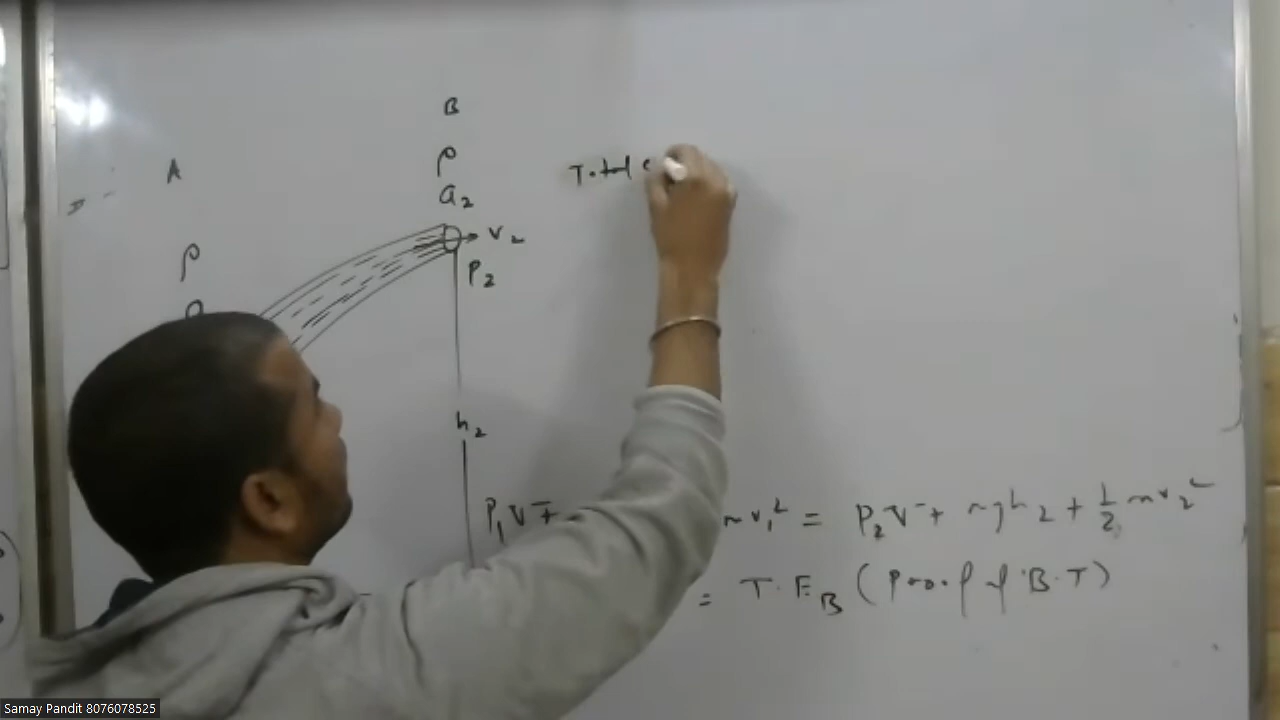 B
A
ρ
a₂
Total
v₂
ρ
P₂
h₂
P₁V + mv₁² = P₂V + mgh₂ + ½ mv₂²
= T.E_B (Proof of B.T)
Samay Pandit 8076078525